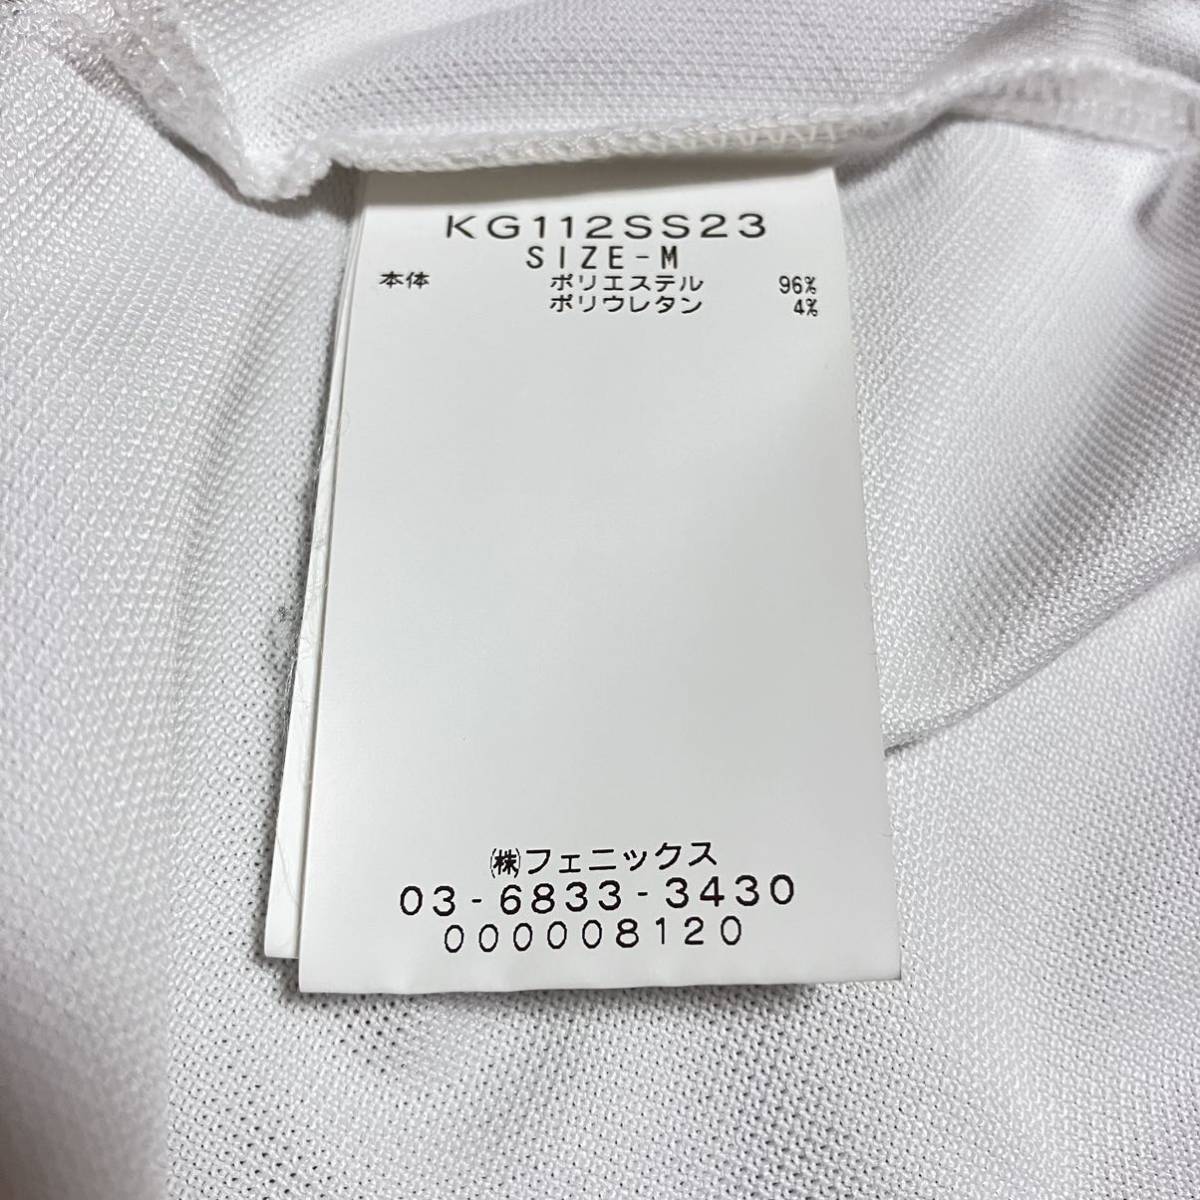 KG112SS23
SIZE-M
本体 ポリエステル 96%
ポリウレタン 4%
㈱フェニックス
03-6833-3430
000008120